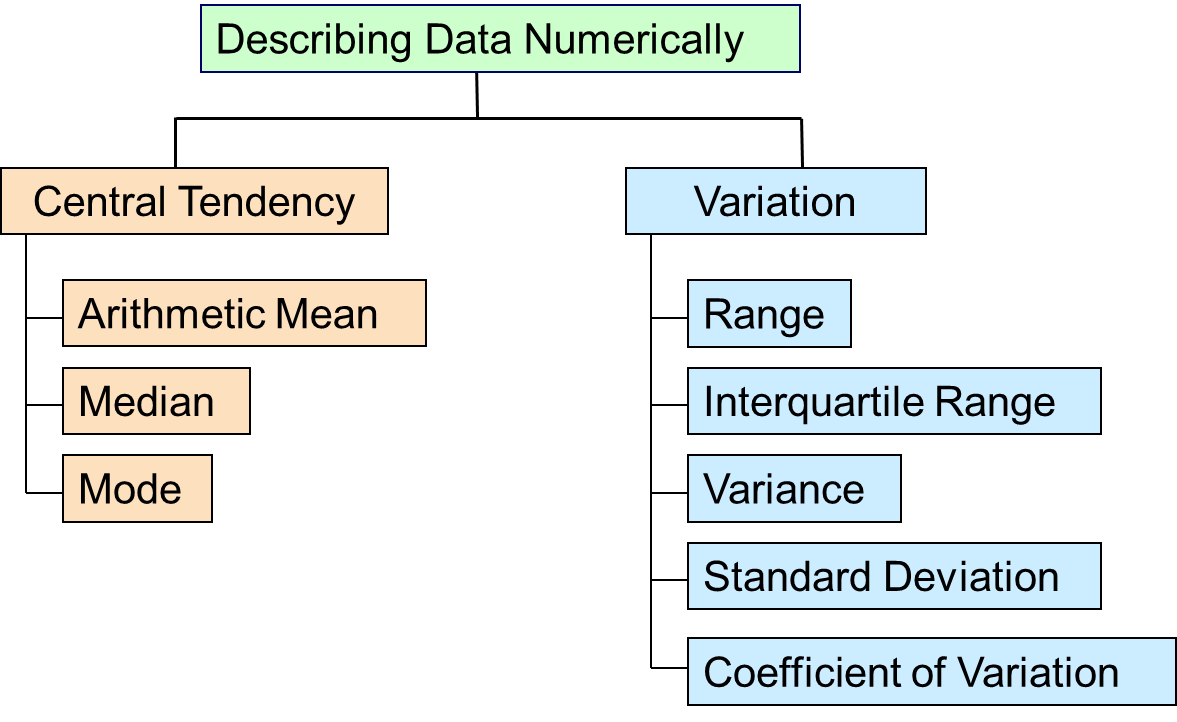 Describing Data Numerically
Central Tendency
Arithmetic Mean
Median
Mode
Variation
Range
Interquartile Range
Variance
Standard Deviation
Coefficient of Variation